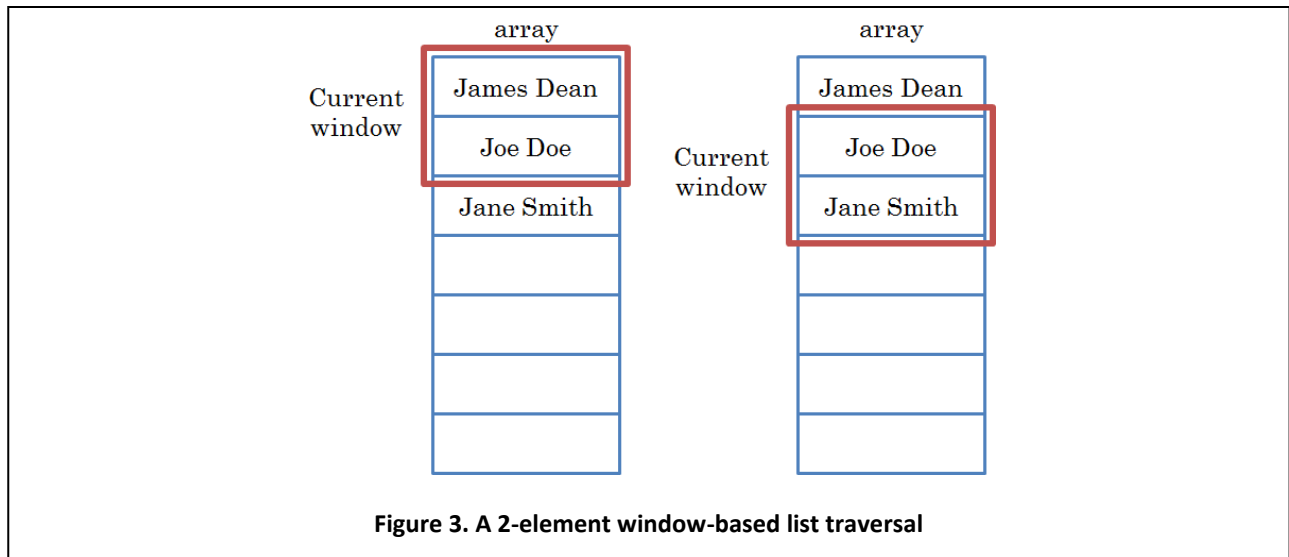 array
Current
window
James Dean
Joe Doe
Jane Smith
array
Current
window
James Dean
Joe Doe
Jane Smith
Figure 3. A 2-element window-based list traversal